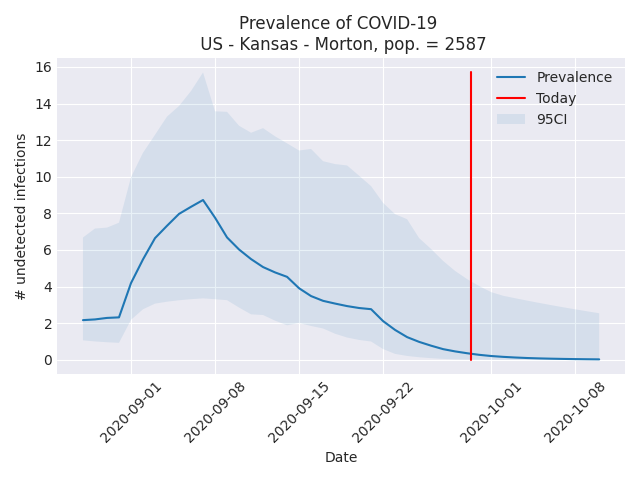 Prevalence of COVID-19
US - Kansas - Morton, pop. = 2587
16
14
12
10
8
6
4
2
0
# undetected infections
Prevalence
Today
95CI
2020-09-01
2020-09-08
2020-09-15
2020-09-22
2020-10-01
2020-10-08
Date